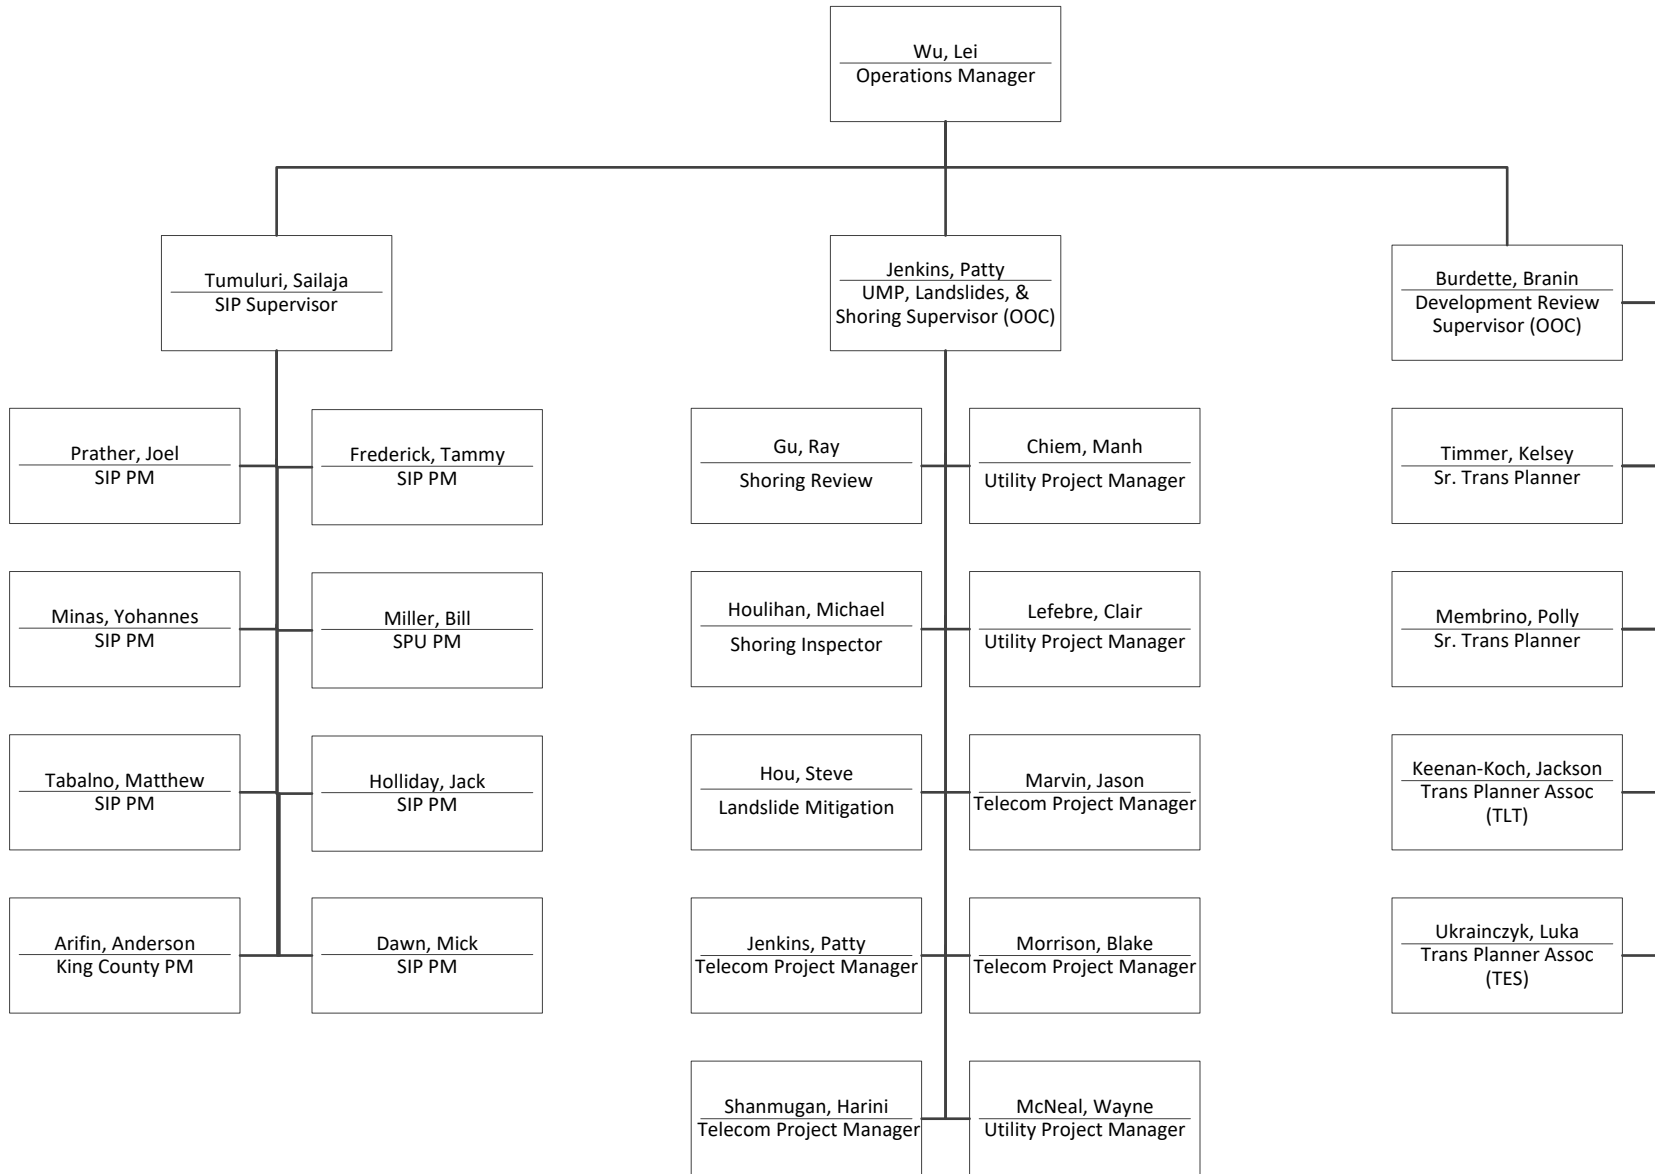 Wu, Lei
Operations Manager
Tumuluri, Sailaja
SIP Supervisor
Jenkins, Patty
UMP, Landslides, &
Shoring Supervisor (OOC)
Burdette, Branin
Development Review
Supervisor (OOC)
Prather, Joel
SIP PM
Frederick, Tammy
SIP PM
Gu, Ray
Shoring Review
Chiem, Manh
Utility Project Manager
Timmer, Kelsey
Sr. Trans Planner
Minas, Yohannes
SIP PM
Miller, Bill
SPU PM
Houlihan, Michael
Shoring Inspector
Lefebre, Clair
Utility Project Manager
Membrino, Polly
Sr. Trans Planner
Tabalno, Matthew
SIP PM
Holliday, Jack
SIP PM
Hou, Steve
Landslide Mitigation
Marvin, Jason
Telecom Project Manager
Keenan-Koch, Jackson
Trans Planner Assoc
(TLT)
Arifin, Anderson
King County PM
Dawn, Mick
SIP PM
Jenkins, Patty
Telecom Project Manager
Morrison, Blake
Telecom Project Manager
Ukrainczyk, Luka
Trans Planner Assoc
(TES)
Shanmugan, Harini
Telecom Project Manager
McNeal, Wayne
Utility Project Manager